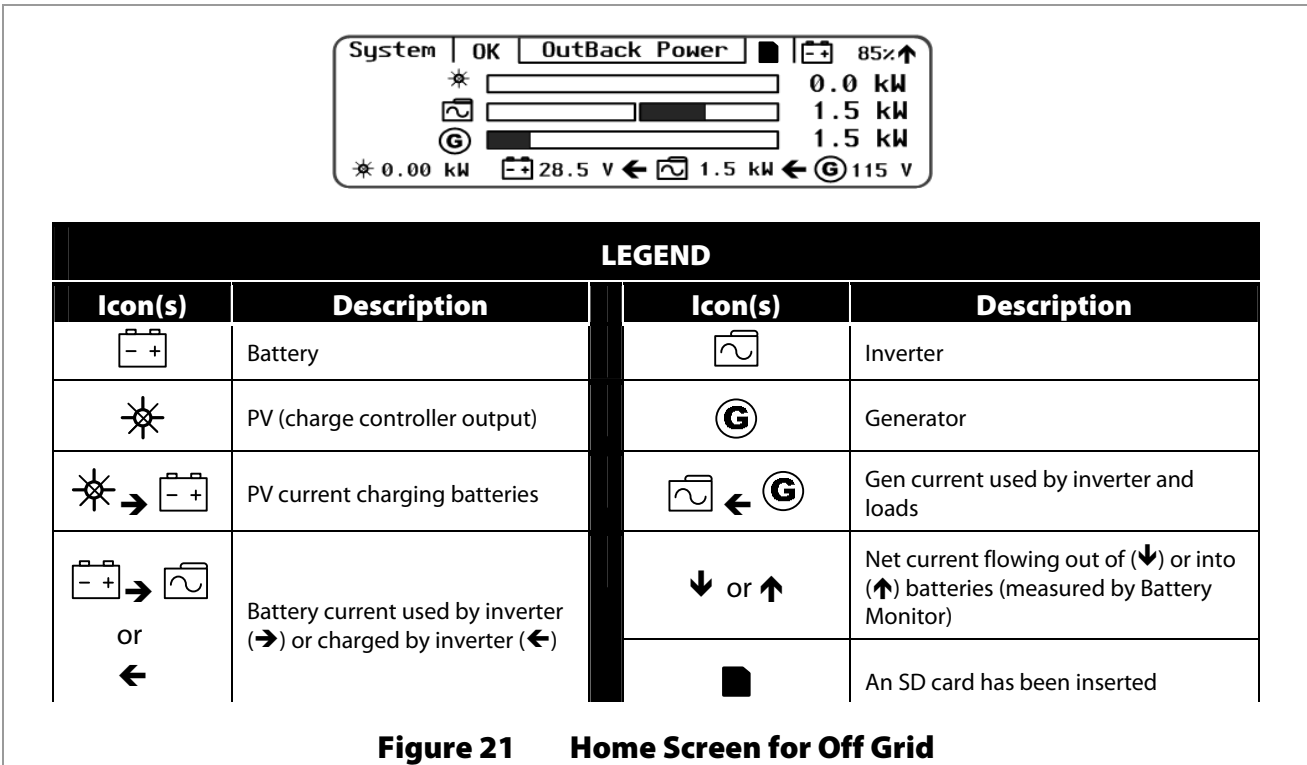 System OK OutBack Power 85%↑
0.0 kW
1.5 kW
G 1.5 kW
0.00 kW - + 28.5 V ← 1.5 kW ← G 115 V
LEGEND
Icon(s) Description Icon(s) Description
- + Battery
Inverter
PV (charge controller output)
G Generator
➔ - + PV current charging batteries
← G Gen current used by inverter and
loads
- + ➔
or
←
Battery current used by inverter
(➔) or charged by inverter (←)
↓ or ↑
Net current flowing out of (↓) or into
(↑) batteries (measured by Battery
Monitor)
An SD card has been inserted
Figure 21 Home Screen for Off Grid